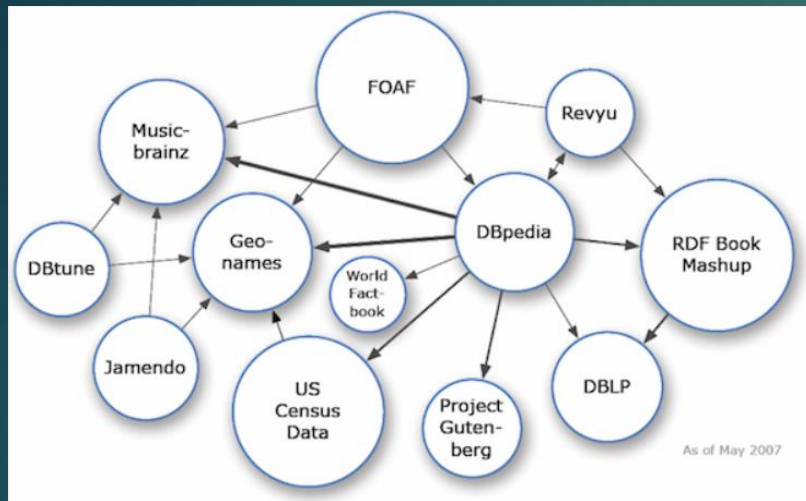 FOAF
Music-
brainz
Revyu
DBpedia
RDF Book
Mashup
Geo-
names
DBtune
World
Fact-
book
Jamendo
US
Census
Data
Project
Guten-
berg
DBLP
As of May 2007